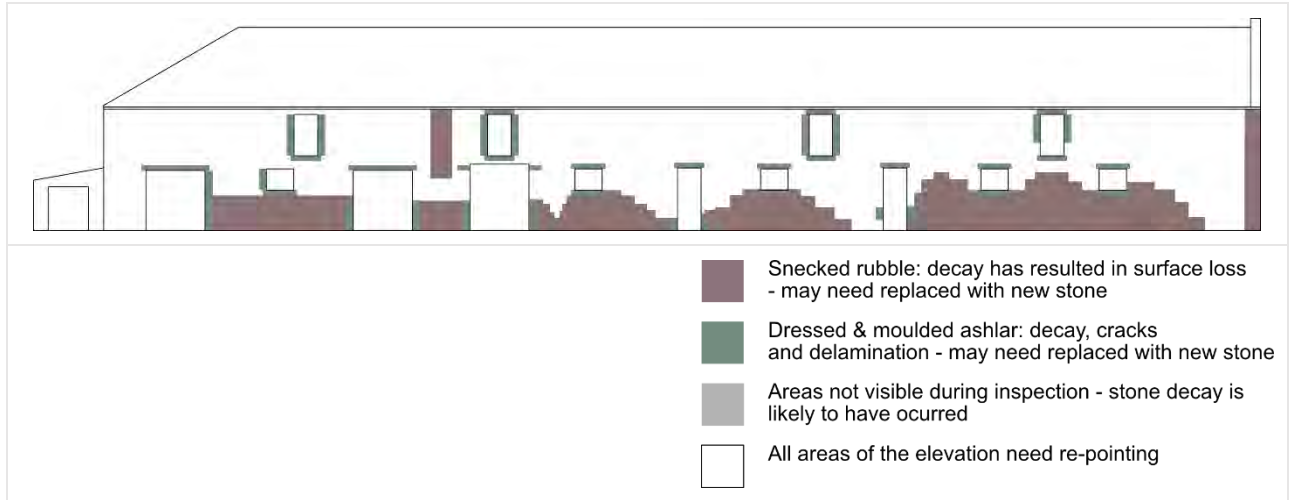 Snecked rubble: decay has resulted in surface loss
- may need replaced with new stone
Dressed & moulded ashlar: decay, cracks
and delamination - may need replaced with new stone
Areas not visible during inspection - stone decay is
likely to have ocurred
All areas of the elevation need re-pointing